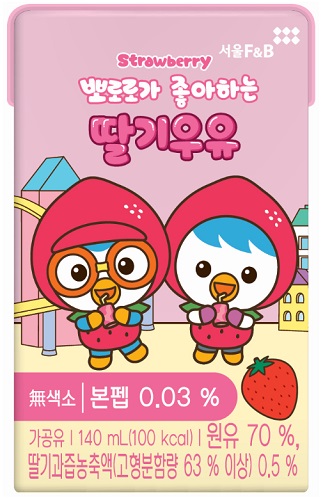 서울F&B
Strawberry
뽀로로가 좋아하는
딸기우유
無색소 본펩 0.03 %
가공유 | 140 mL(100 kcal) | 원유 70 %,
딸기과즙농축액(고형분함량 63 % 이상) 0.5 %